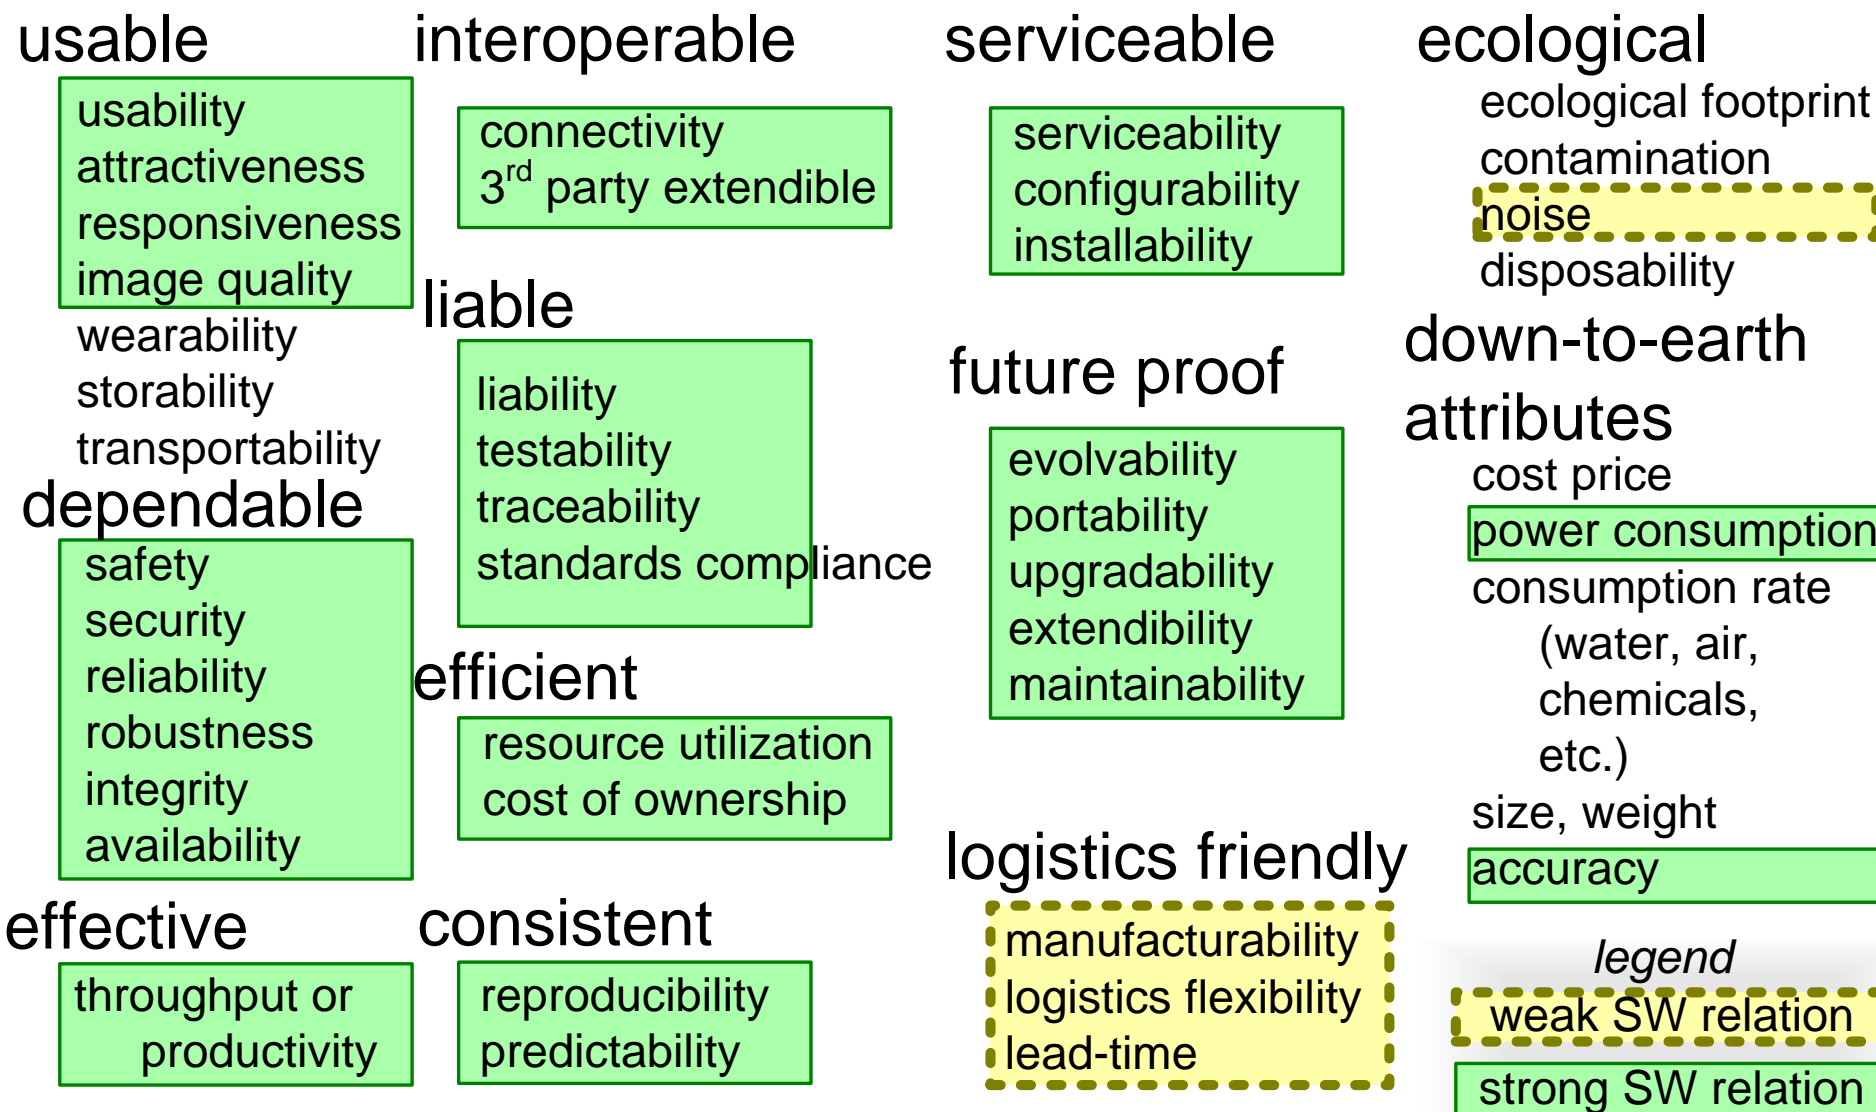 usable
usability
attractiveness
responsiveness
image quality
wearability
storability
transportability
dependable
safety
security
reliability
robustness
integrity
availability
effective
throughput or
productivity
interoperable
connectivity
3rd party extendible
liable
liability
testability
traceability
standards compliance
efficient
resource utilization
cost of ownership
consistent
reproducibility
predictability
serviceable
serviceability
configurability
installability
future proof
evolvability
portability
upgradability
extendibility
maintainability
logistics friendly
manufacturability
logistics flexibility
lead-time
ecological
ecological footprint
contamination
noise
disposability
down-to-earth
attributes
cost price
power consumption
consumption rate
(water, air,
chemicals,
etc.)
size, weight
accuracy
legend
weak SW relation
strong SW relation